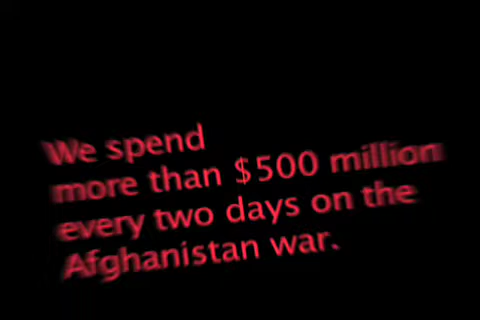 We spend
more than $500 million
every two days on the
Afghanistan war.